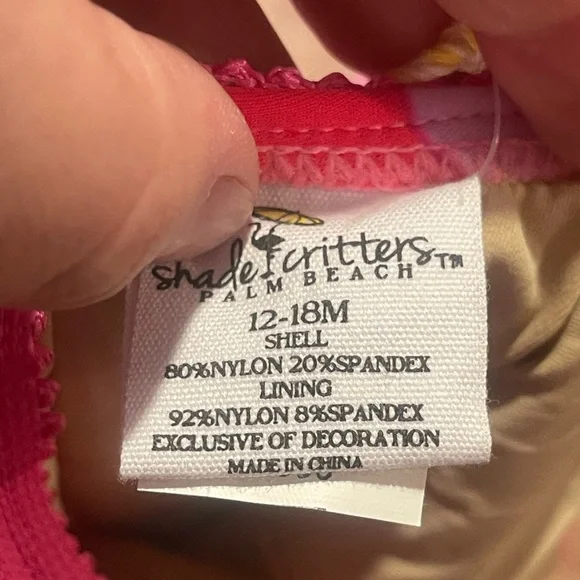 shade critters™
PALM BEACH
12-18M
SHELL
80%NYLON 20%SPANDEX
LINING
92%NYLON 8%SPANDEX
EXCLUSIVE OF DECORATION
MADE IN CHINA